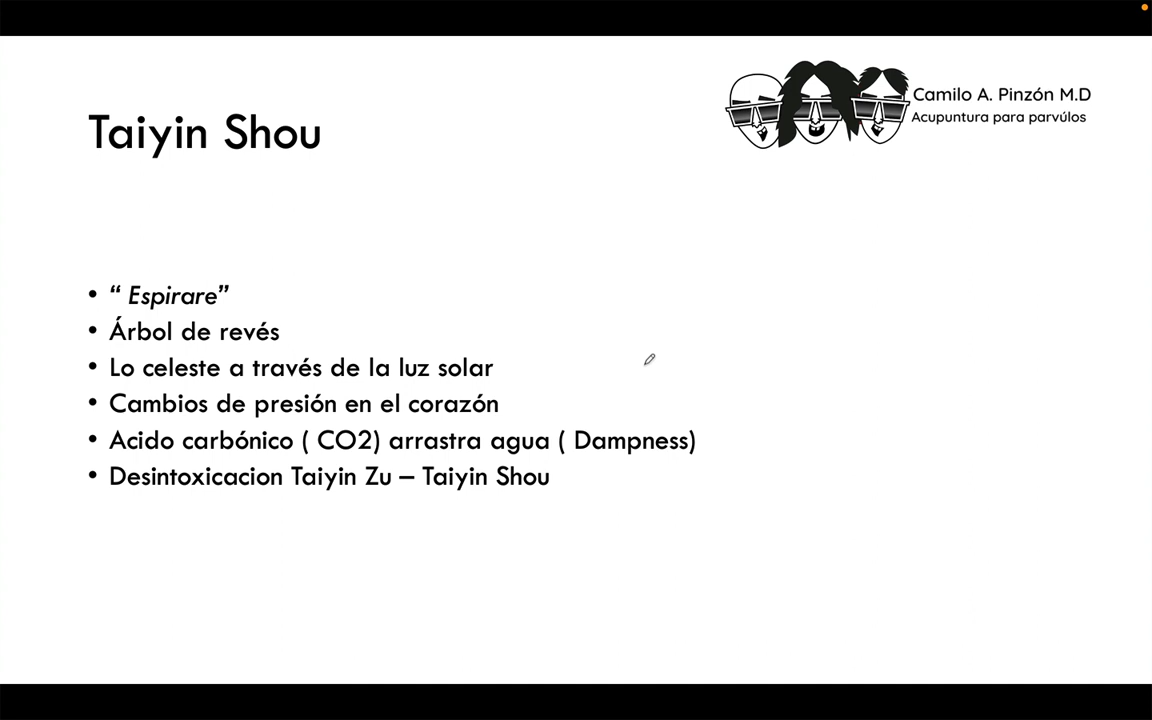 Camilo A. Pinzón M.D
Acupuntura para parvúlos
Taiyin Shou
• “ Espirare”
• Árbol de revés
• Lo celeste a través de la luz solar
• Cambios de presión en el corazón
• Acido carbónico ( CO2) arrastra agua ( Dampness)
• Desintoxicacion Taiyin Zu – Taiyin Shou